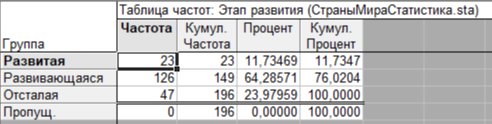 Таблица частот: Этап развития (СтраныМираСтатистика.sta)
Группа Частота Кумул. Частота Процент Кумул. Процент
Развитая 23 23 11,73469 11,7347
Развивающаяся 126 149 64,28571 76,0204
Отсталая 47 196 23,97959 100,0000
Пропущ. 0 196 0,00000 100,0000